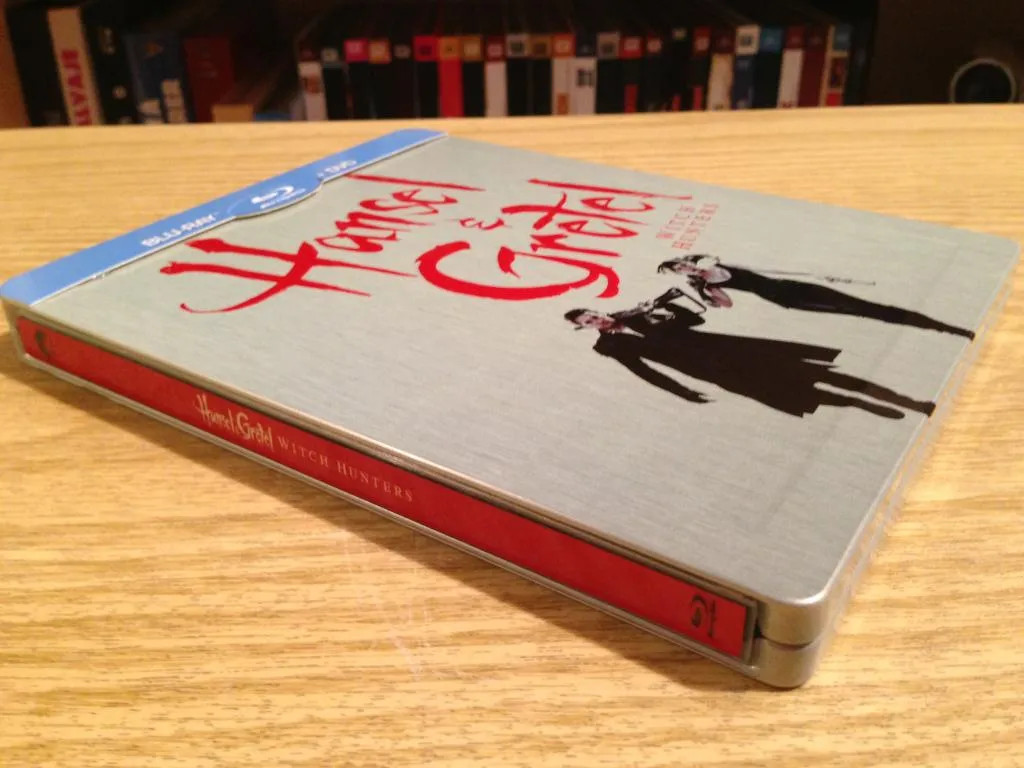 BLU-RAY
DVD
Hansel
&
Gretel
WITCH
HUNTERS
Hansel & Gretel WITCH HUNTERS